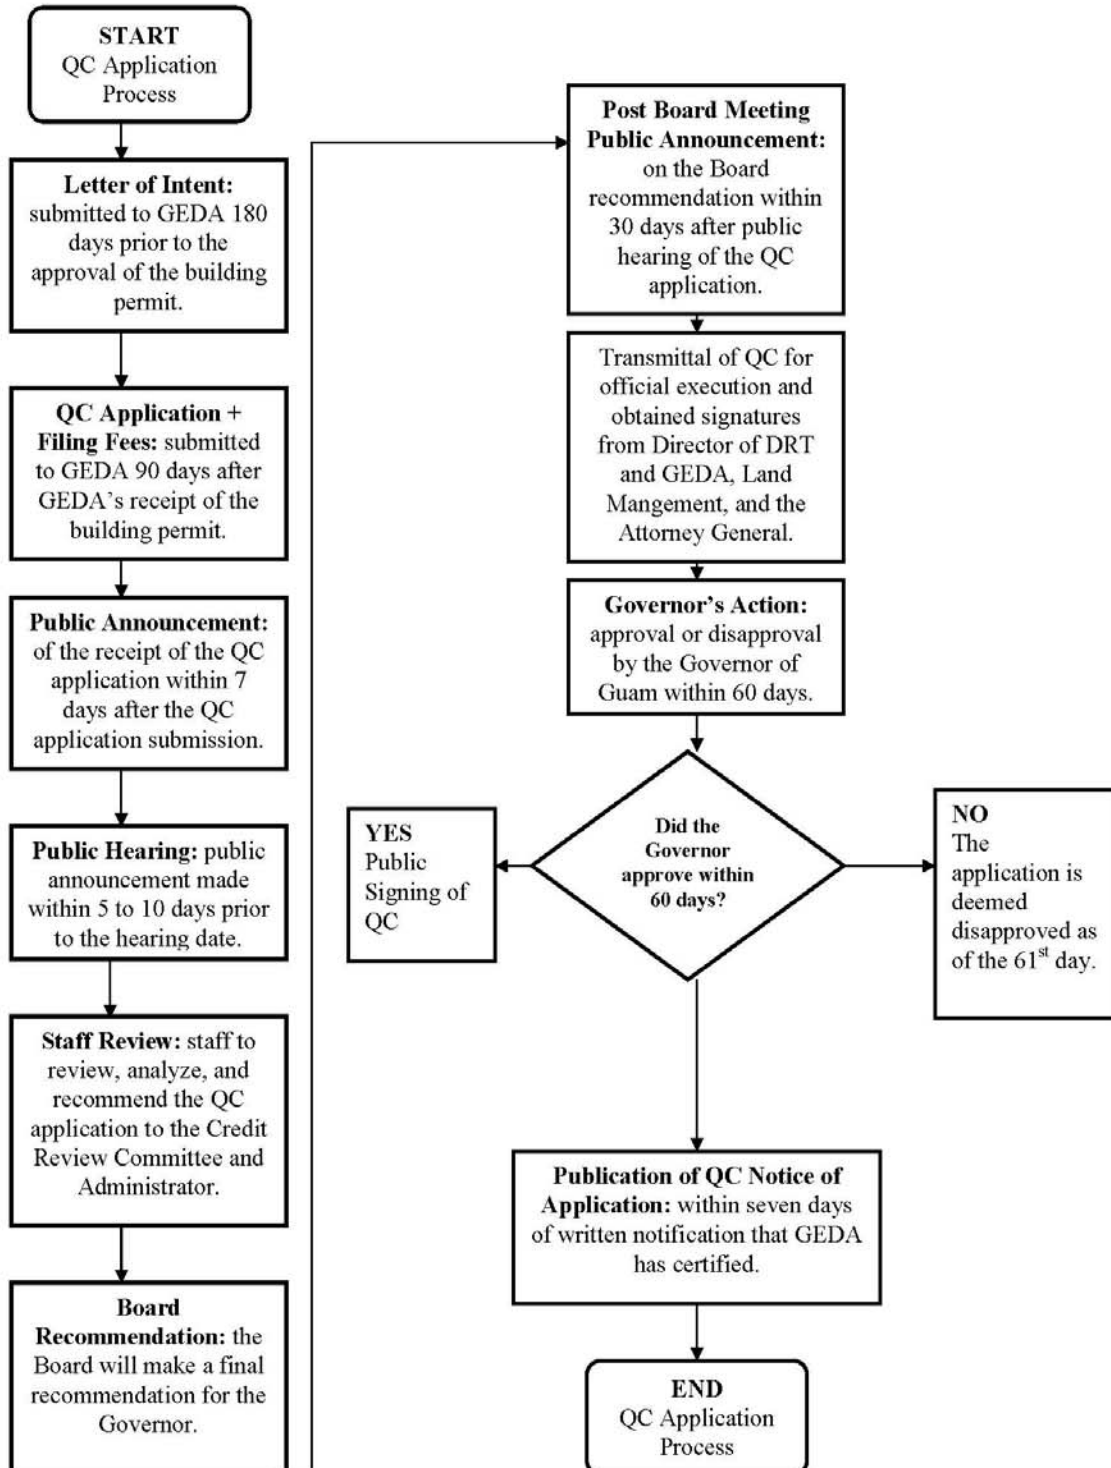 START
QC Application
Process
Letter of Intent:
submitted to GEDA 180
days prior to the
approval of the building
permit.
QC Application +
Filing Fees: submitted
to GEDA 90 days after
GEDA's receipt of the
building permit.
Public Announcement:
of the receipt of the QC
application within 7
days after the QC
application submission.
Public Hearing: public
announcement made
within 5 to 10 days prior
to the hearing date.
Staff Review: staff to
review, analyze, and
recommend the QC
application to the Credit
Review Committee and
Administrator.
Board
Recommendation: the
Board will make a final
recommendation for the
Governor.
Post Board Meeting
Public Announcement:
on the Board
recommendation within
30 days after public
hearing of the QC
application.
Transmittal of QC for
official execution and
obtained signatures
from Director of DRT
and GEDA, Land
Mangement, and the
Attorney General.
Governor's Action:
approval or disapproval
by the Governor of
Guam within 60 days.
Did the
Governor
approve within
60 days?
YES
Public
Signing of
QC
NO
The
application is
deemed
disapproved as
of the 61st day.
Publication of QC Notice of
Application: within seven days
of written notification that GEDA
has certified.
END
QC Application
Process